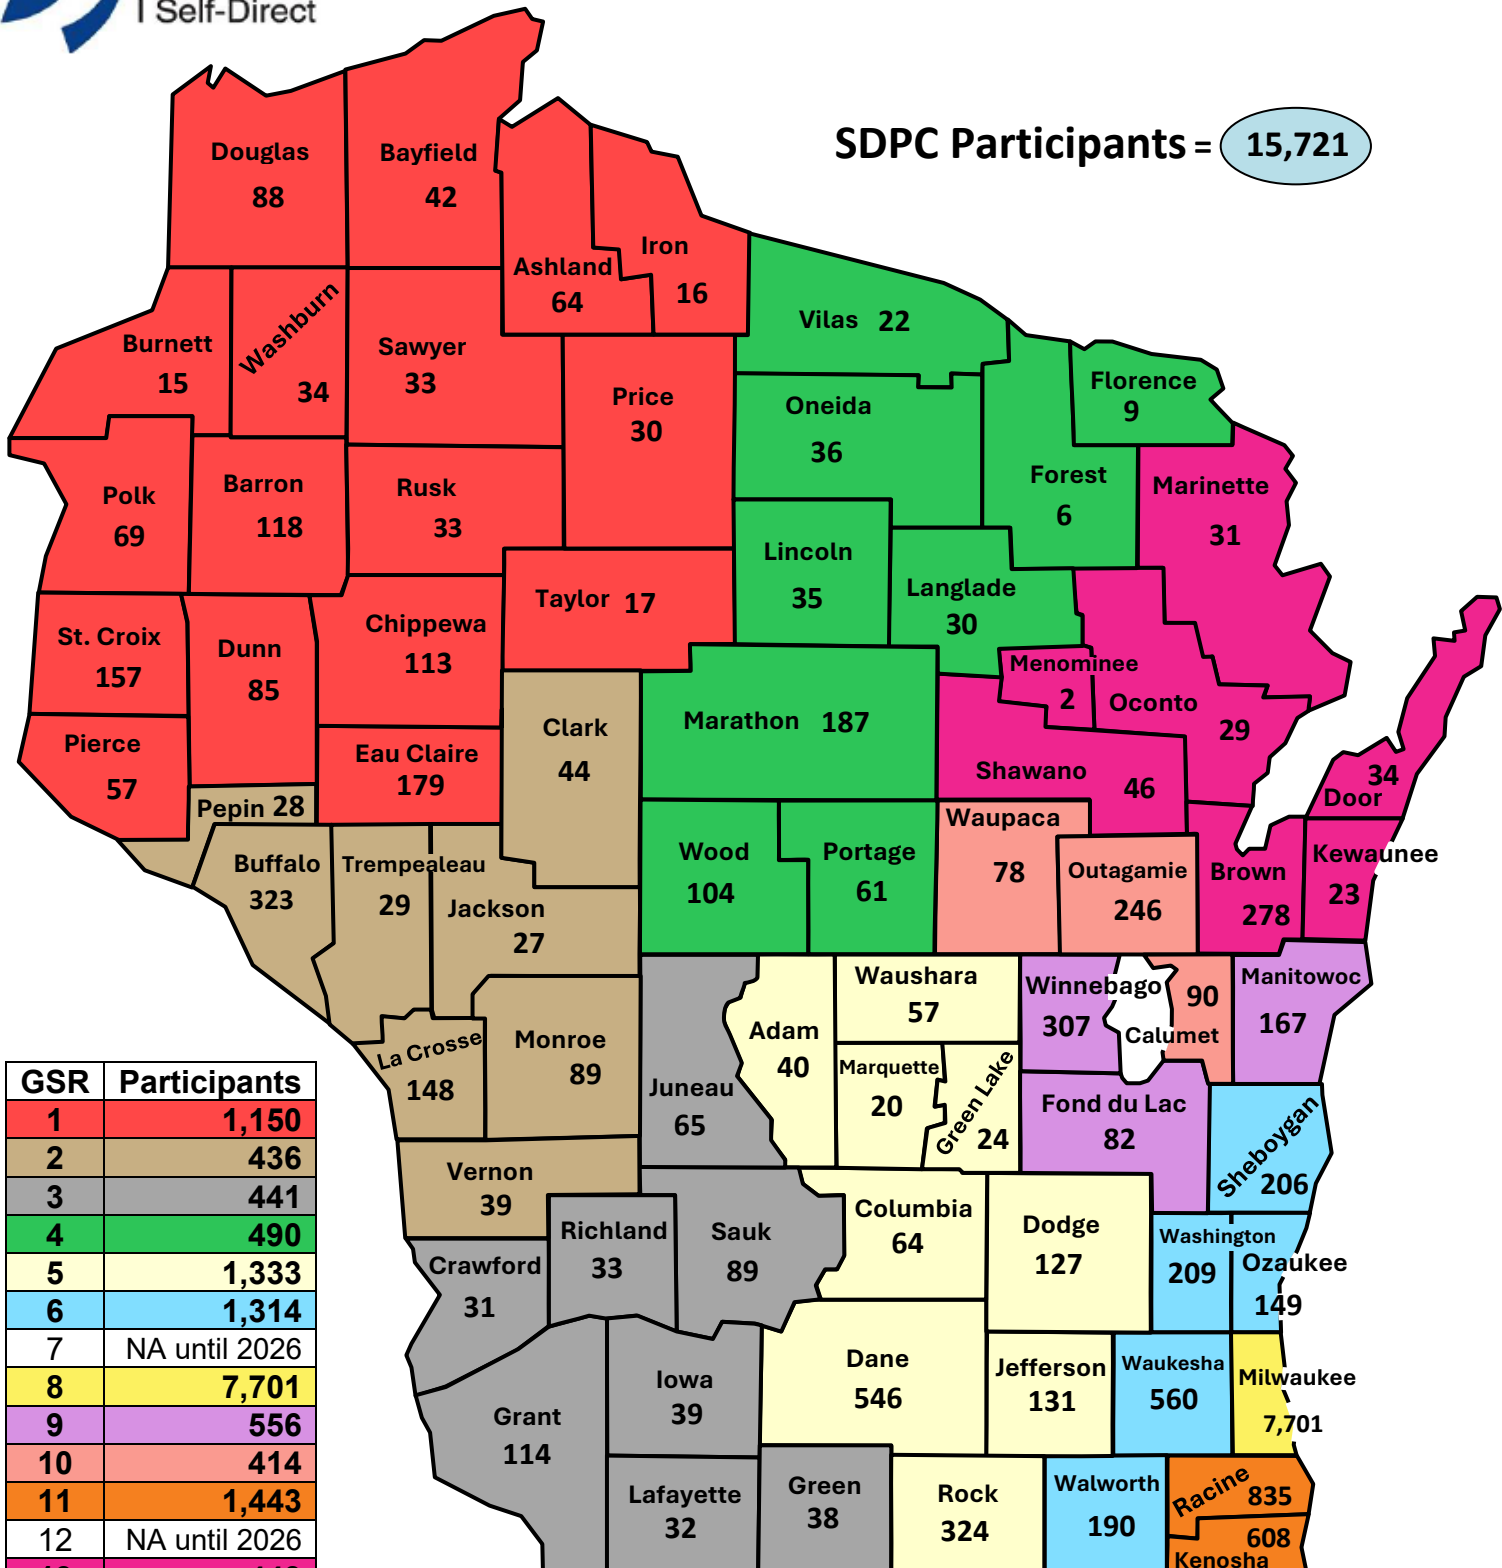 I Self-Direct
SDPC Participants = 15,721
Douglas
88
Bayfield
42
Ashland
64
Iron
16
Burnett
15
Washburn
34
Sawyer
33
Price
30
Vilas 22
Oneida
36
Florence
9
Forest
6
Marinette
31
Polk
69
Barron
118
Rusk
33
Taylor 17
Lincoln
35
Langlade
30
St. Croix
157
Dunn
85
Chippewa
113
Menominee
2
Oconto
29
Pierce
57
Eau Claire
179
Clark
44
Marathon 187
Shawano
46
34
Door
Pepin 28
Buffalo
323
Trempealeau
29
Jackson
27
Wood
104
Portage
61
Waupaca
78
Outagamie
246
Brown
278
Kewaunee
23
La Crosse
148
Monroe
89
Juneau
65
Adam
40
Waushara
57
Marquette
20
Green Lake
24
Winnebago
307
90
Calumet
Manitowoc
167
Fond du Lac
82
Sheboygan
206
Vernon
39
Richland
33
Sauk
89
Columbia
64
Dodge
127
Washington
209
Ozaukee
149
Crawford
31
Grant
114
Iowa
39
Dane
546
Jefferson
131
Waukesha
560
Milwaukee
7,701
Lafayette
32
Green
38
Rock
324
Walworth
190
Racine 835
608
Kenosha
GSR Participants
1 1,150
2 436
3 441
4 490
5 1,333
6 1,314
7 NA until 2026
8 7,701
9 556
10 414
11 1,443
12 NA until 2026